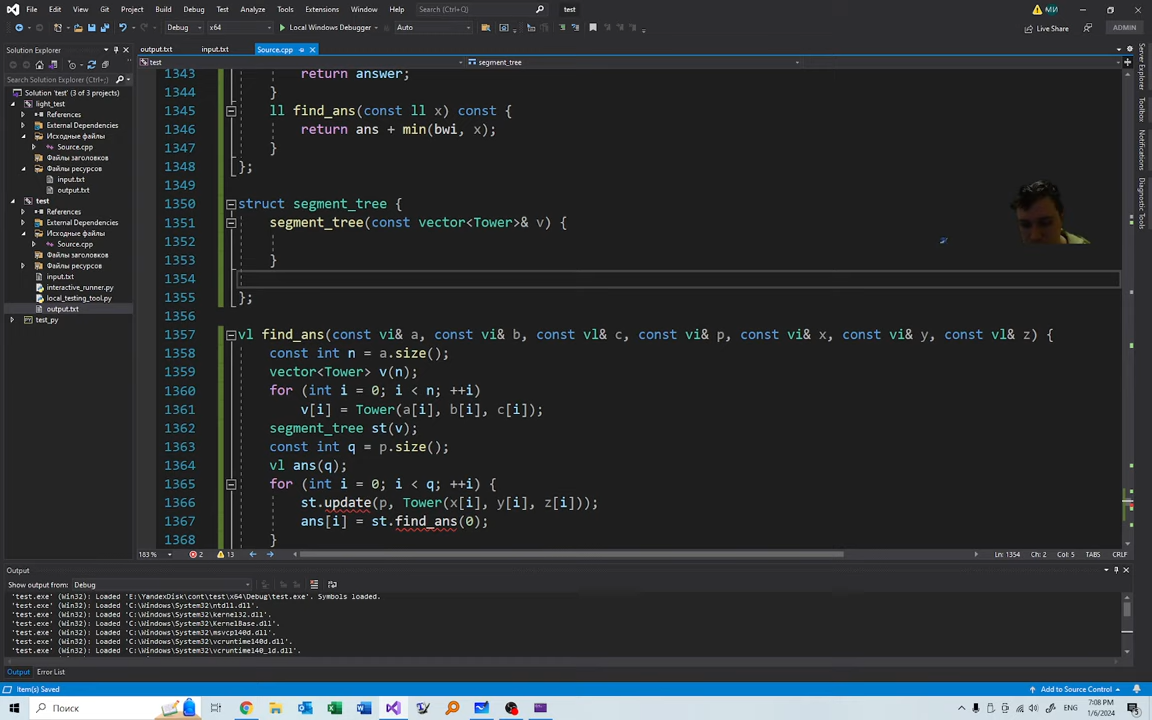 File Edit View Git Project Build Debug Test Analyze Tools Extensions Window Help Search (Ctrl+Q) test МИ
Debug x64 Local Windows Debugger Auto Live Share ADMIN
Solution Explorer
Search Solution Explorer (Ctrl+;)
Solution 'test' (3 of 3 projects)
light_test
References
External Dependencies
Исходные файлы
Source.cpp
Файлы заголовков
Файлы ресурсов
input.txt
output.txt
test
References
External Dependencies
Исходные файлы
Source.cpp
Файлы заголовков
Файлы ресурсов
input.txt
interactive_runner.py
local_testing_tool.py
output.txt
test_py
output.txt input.txt Source.cpp
test segment_tree
1343 return answer;
1344 }
1345 ll find_ans(const ll x) const {
1346 return ans + min(bwi, x);
1347 }
1348 };
1349
1350 struct segment_tree {
1351 segment_tree(const vector<Tower>& v) {
1352
1353 }
1354
1355 };
1356
1357 vl find_ans(const vi& a, const vi& b, const vl& c, const vi& p, const vi& x, const vi& y, const vl& z) {
1358 const int n = a.size();
1359 vector<Tower> v(n);
1360 for (int i = 0; i < n; ++i)
1361 v[i] = Tower(a[i], b[i], c[i]);
1362 segment_tree st(v);
1363 const int q = p.size();
1364 vl ans(q);
1365 for (int i = 0; i < q; ++i) {
1366 st.update(p, Tower(x[i], y[i], z[i]));
1367 ans[i] = st.find_ans(0);
1368 }
183 % 2 13 Ln: 1354 Ch: 2 Col: 5 TABS CRLF
Server Explorer
Toolbox
Notifications
Diagnostic Tools
Output
Show output from: Debug
'test.exe' (Win32): Loaded 'E:\YandexDisk\cont\test\x64\Debug\test.exe'. Symbols loaded.
'test.exe' (Win32): Loaded 'C:\Windows\System32\ntdll.dll'.
'test.exe' (Win32): Loaded 'C:\Windows\System32\kernel32.dll'.
'test.exe' (Win32): Loaded 'C:\Windows\System32\KernelBase.dll'.
'test.exe' (Win32): Loaded 'C:\Windows\System32\msvcp140d.dll'.
'test.exe' (Win32): Loaded 'C:\Windows\System32\vcruntime140d.dll'.
'test.exe' (Win32): Loaded 'C:\Windows\System32\vcruntime140_1d.dll'.
Output Error List
Item(s) Saved Add to Source Control
Поиск ENG 7:08 PM
1/6/2024 5